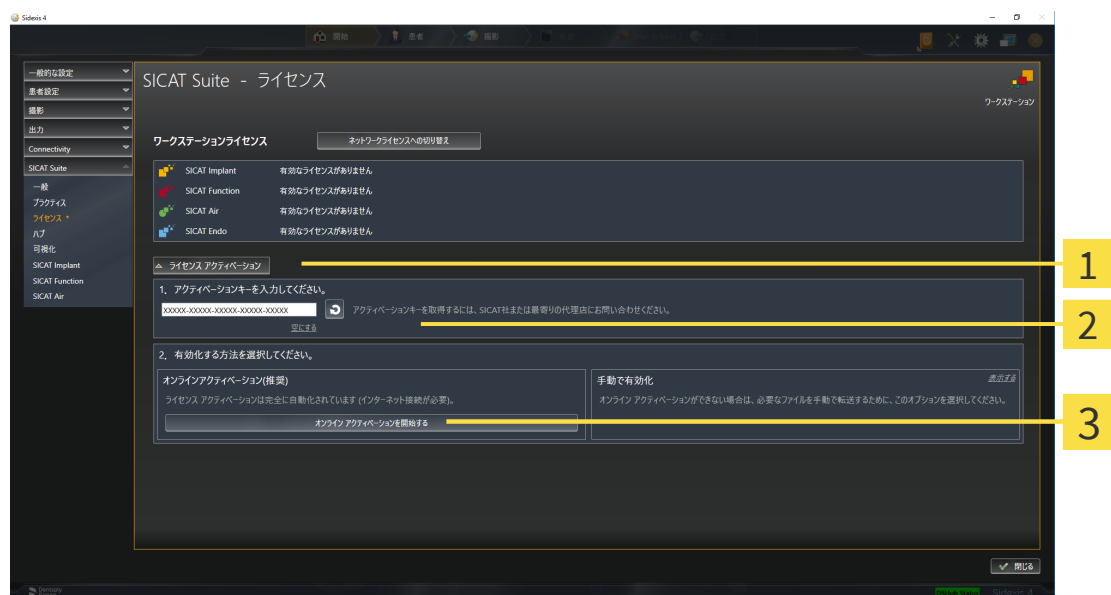 Sidexis 4
開始
患者
撮影
一般的な設定
患者設定
撮影
出力
Connectivity
SICAT Suite
一般
プラクティス
ライセンス *
ハブ
可視化
SICAT Implant
SICAT Function
SICAT Air
SICAT Suite - ライセンス
ワークステーション
ワークステーションライセンス
ネットワークライセンスへの切り替え
SICAT Implant 有効なライセンスがありません
SICAT Function 有効なライセンスがありません
SICAT Air 有効なライセンスがありません
SICAT Endo 有効なライセンスがありません
ライセンス アクティベーション
1
1. アクティベーションキーを入力してください。
XXXXX-XXXXX-XXXXX-XXXXX-XXXXX
アクティベーションキーを取得するには、SICAT社または最寄りの代理店にお問い合わせください。
2
空にする
2. 有効化する方法を選択してください。
オンラインアクティベーション(推奨)
ライセンス アクティベーションは完全に自動化されています (インターネット接続が必要)。
オンライン アクティベーションを開始する
手動で有効化
表示する
オンライン アクティベーションができない場合は、必要なファイルを手動で転送するために、このオプションを選択してください。
3
閉じる
Dentsply
DSHub Status
Sidexis 4